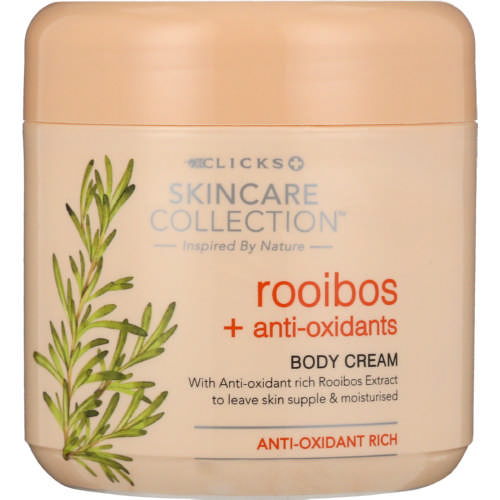 CLICKS
SKINCARE
COLLECTION™
Inspired By Nature
rooibos
+ anti-oxidants
BODY CREAM
With Anti-oxidant rich Rooibos Extract
to leave skin supple & moisturised
ANTI-OXIDANT RICH